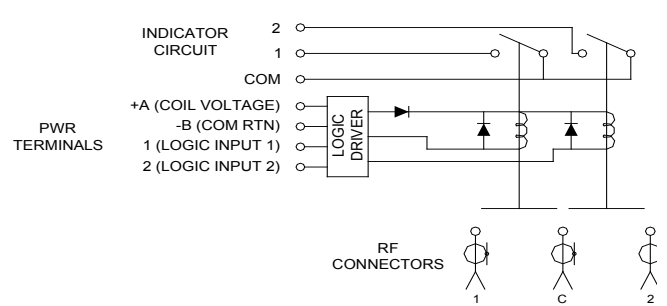 INDICATOR
CIRCUIT
2
1
COM
PWR
TERMINALS
+A (COIL VOLTAGE)
-B (COM RTN)
1 (LOGIC INPUT 1)
2 (LOGIC INPUT 2)
LOGIC
DRIVER
RF
CONNECTORS
1
C
2